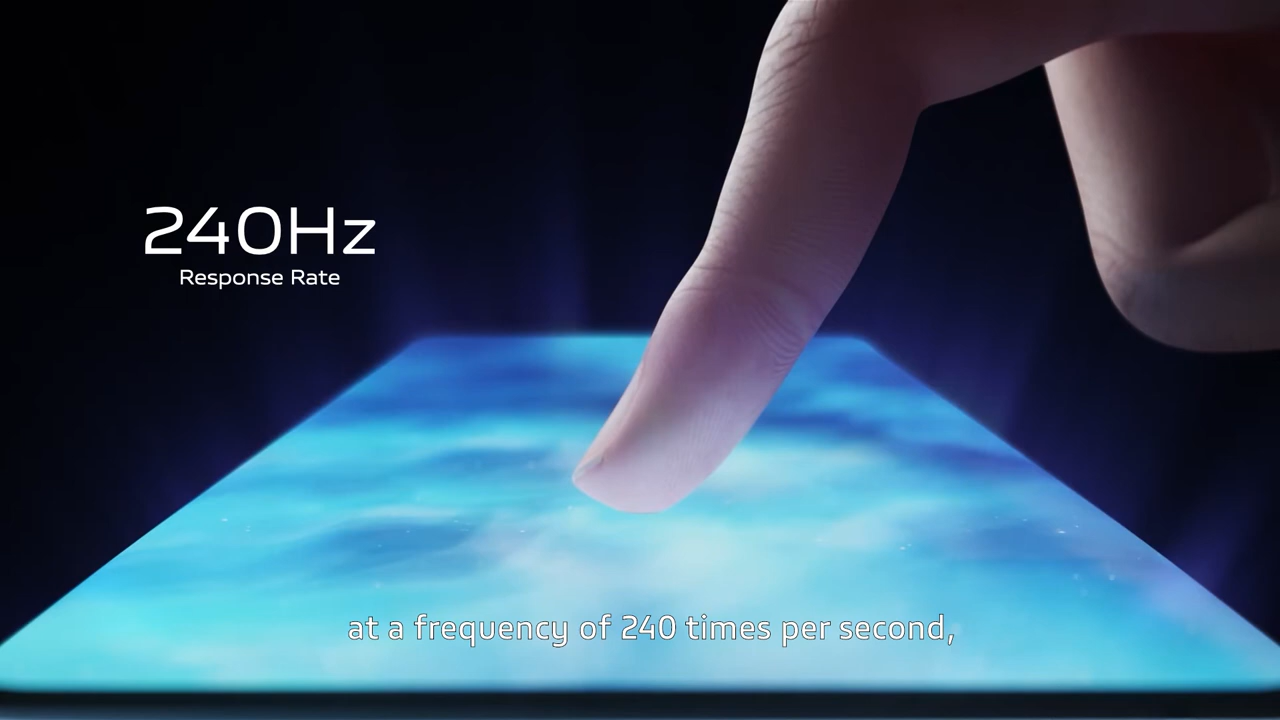 240Hz
Response Rate
at a frequency of 240 times per second,